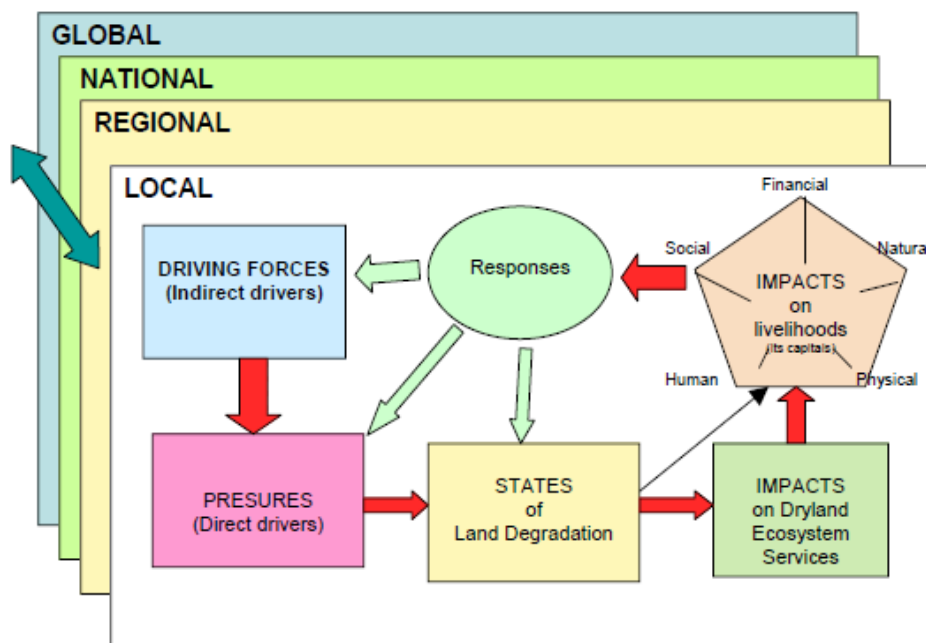 GLOBAL
NATIONAL
REGIONAL
LOCAL
Financial
Social
Natura
DRIVING FORCES
(Indirect drivers)
Responses
IMPACTS
on
livelihoods
(Its capitals)
Human
Physical
PRESURES
(Direct drivers)
STATES
of
Land Degradation
IMPACTS
on Dryland
Ecosystem
Services